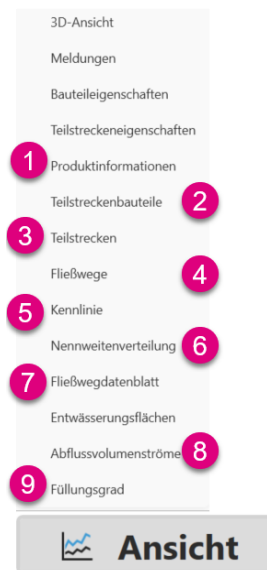 3D-Ansicht
Meldungen
Bauteileigenschaften
Teilstreckeneigenschaften
1 Produktinformationen
Teilstreckenbauteile 2
3 Teilstrecken
Fließwege 4
5 Kennlinie
Nennweitenverteilung 6
7 Fließwegdatenblatt
Entwässerungsflächen
Abflussvolumenströme 8
9 Füllungsgrad
Ansicht